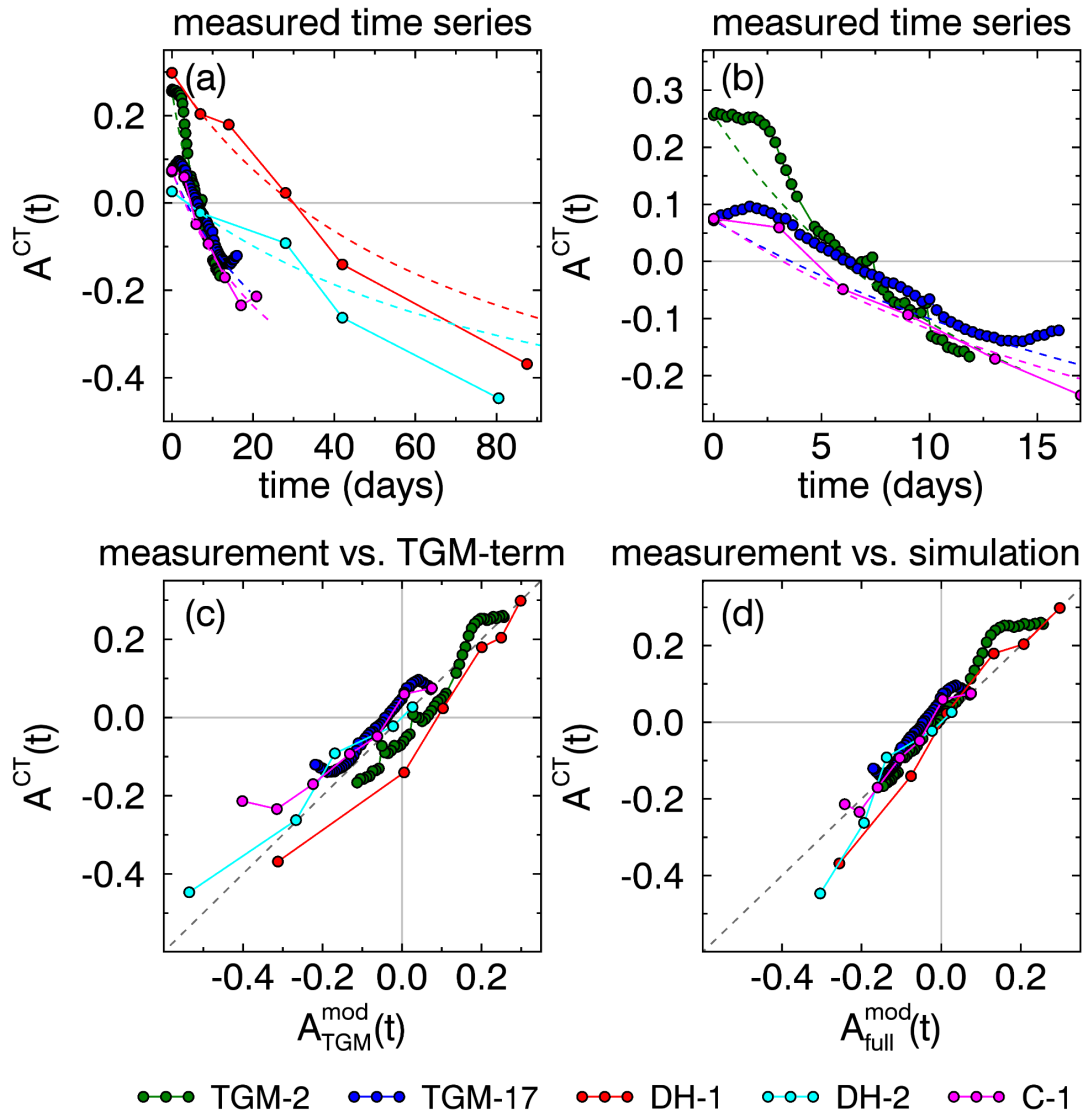 measured time series
measured time series
(a)
(b)
0.2
0.0
-0.2
-0.4
A^CT(t)
0 20 40 60 80
time (days)
0.3
0.2
0.1
0.0
-0.1
-0.2
A^CT(t)
0 5 10 15
time (days)
measurement vs. TGM-term
measurement vs. simulation
(c)
(d)
0.2
0.0
-0.2
-0.4
A^CT(t)
-0.4 -0.2 0.0 0.2
A^mod_TGM(t)
0.2
0.0
-0.2
-0.4
A^CT(t)
-0.4 -0.2 0.0 0.2
A^mod_full(t)
TGM-2 TGM-17 DH-1 DH-2 C-1